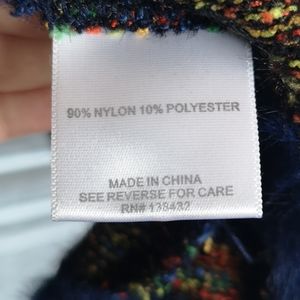 90% NYLON 10% POLYESTER
MADE IN CHINA
SEE REVERSE FOR CARE
RN# 138432